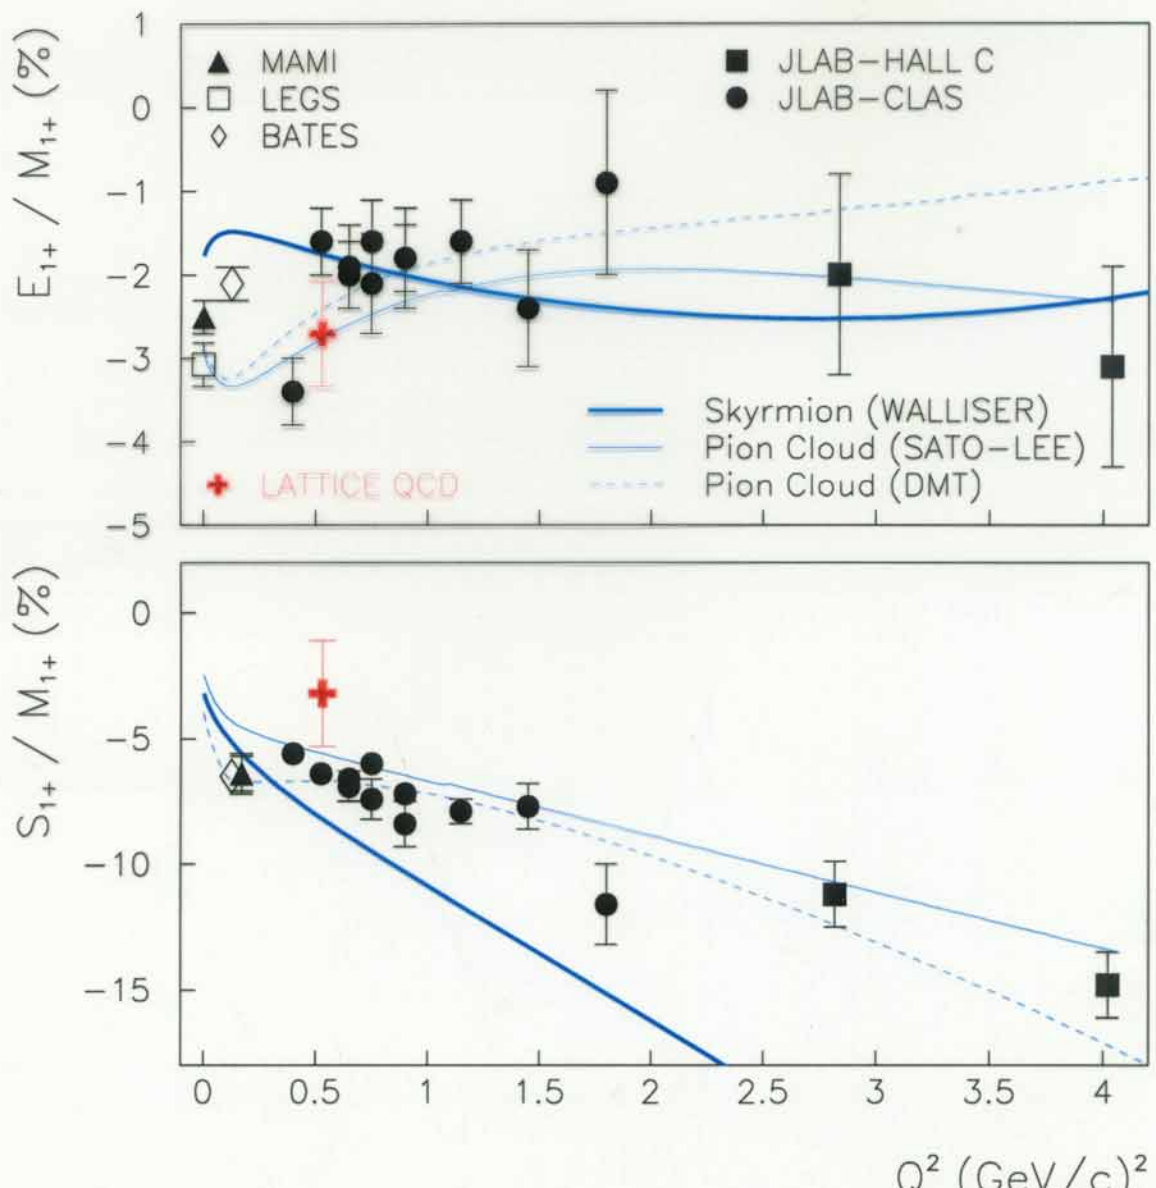 E₁₊ / M₁₊ (%)
1
0
−1
−2
−3
−4
−5
MAMI
LEGS
BATES
JLAB−HALL C
JLAB−CLAS
Skyrmion (WALLISER)
Pion Cloud (SATO−LEE)
Pion Cloud (DMT)
LATTICE QCD
S₁₊ / M₁₊ (%)
0
−5
−10
−15
0 0.5 1 1.5 2 2.5 3 3.5 4
Q² (GeV/c)²